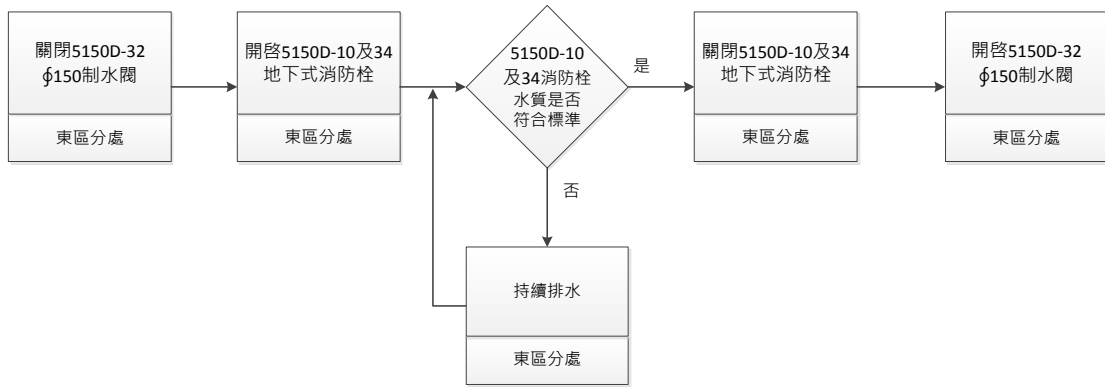 關閉5150D-32
∮150制水閥
東區分處
開啓5150D-10及34
地下式消防栓
東區分處
5150D-10
及34消防栓
水質是否
符合標準
是
否
持續排水
東區分處
關閉5150D-10及34
地下式消防栓
東區分處
開啓5150D-32
∮150制水閥
東區分處